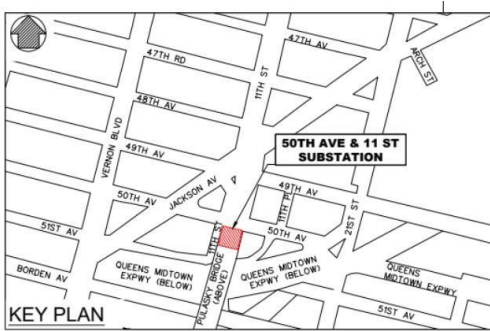 47TH AV
47TH RD
11TH ST
ARCH ST
48TH AV
VERNON BLVD
50TH AVE & 11 ST
SUBSTATION
49TH AV
JACKSON AV
49TH AV
50TH AV
11TH PL
21ST ST
51ST AV
11TH ST
50TH AV
BORDEN AV
QUEENS MIDTOWN
EXPWY (BELOW)
PULASKY BRIDGE
(ABOVE)
QUEENS MIDTOWN
EXPWY (BELOW)
QUEENS
MIDTOWN EXPWY
51ST AV
KEY PLAN